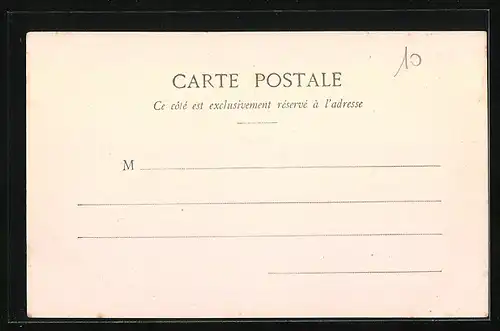 10
CARTE POSTALE
Ce côté est exclusivement réservé à l'adresse
M